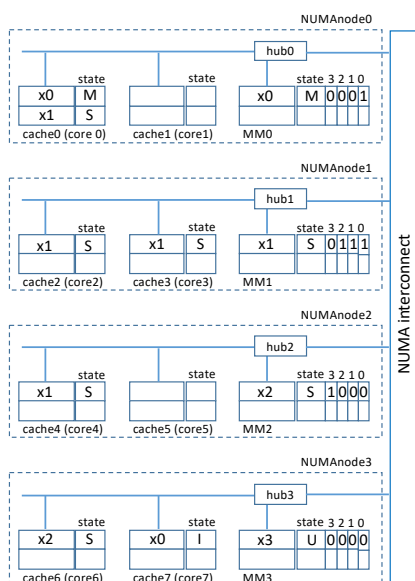 NUMAnode0
hub0
state state state 3 2 1 0
x0 M x0 M 0 0 0 1
x1 S
cache0 (core 0) cache1 (core1) MM0
NUMAnode1
hub1
state state state 3 2 1 0
x1 S x1 S x1 S 0 1 1 1
cache2 (core2) cache3 (core3) MM1
NUMAnode2
hub2
state state state 3 2 1 0
x1 S x2 S 1 0 0 0
cache4 (core4) cache5 (core5) MM2
NUMAnode3
hub3
state state state 3 2 1 0
x2 S x0 I x3 U 0 0 0 0
cache6 (core6) cache7 (core7) MM3
NUMA interconnect